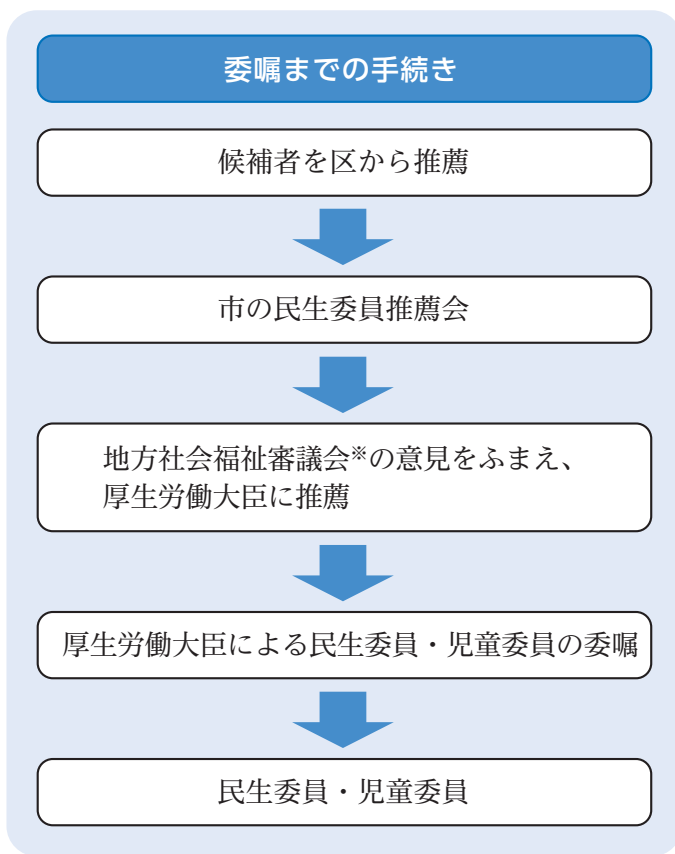 委嘱までの手続き
候補者を区から推薦
市の民生委員推薦会
地方社会福祉審議会※の意見をふまえ、
厚生労働大臣に推薦
厚生労働大臣による民生委員・児童委員の委嘱
民生委員・児童委員